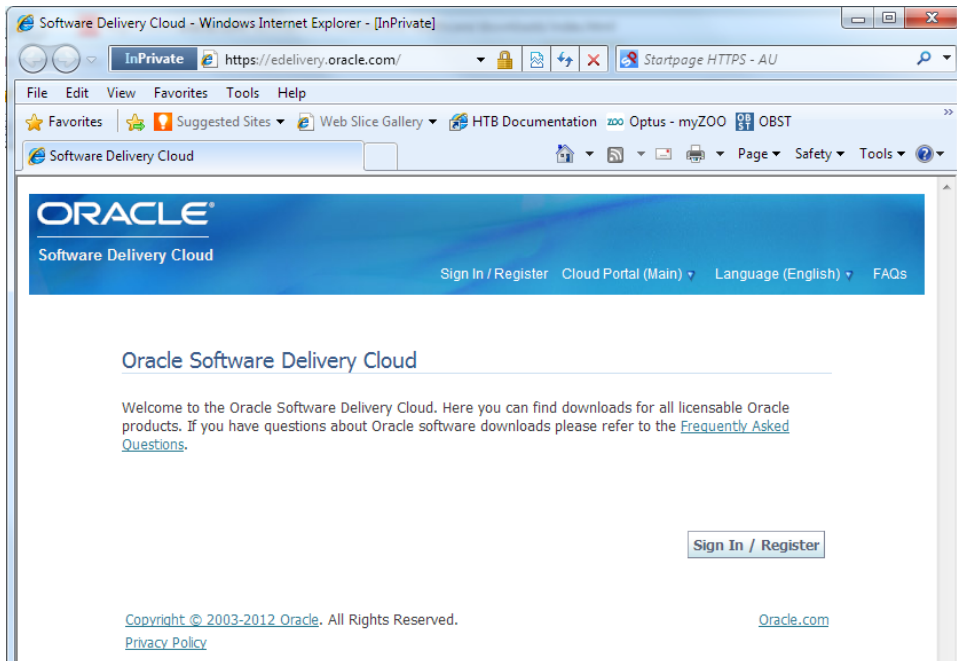 Software Delivery Cloud - Windows Internet Explorer - [InPrivate]
InPrivate https://edelivery.oracle.com/ Startpage HTTPS - AU
File Edit View Favorites Tools Help
Favorites Suggested Sites Web Slice Gallery HTB Documentation zoo Optus - myZOO OB ST OBST
Software Delivery Cloud Page Safety Tools
ORACLE
Software Delivery Cloud
Sign In / Register Cloud Portal (Main) Language (English) FAQs
Oracle Software Delivery Cloud
Welcome to the Oracle Software Delivery Cloud. Here you can find downloads for all licensable Oracle
products. If you have questions about Oracle software downloads please refer to the Frequently Asked
Questions.
Sign In / Register
Copyright © 2003-2012 Oracle. All Rights Reserved. Oracle.com
Privacy Policy